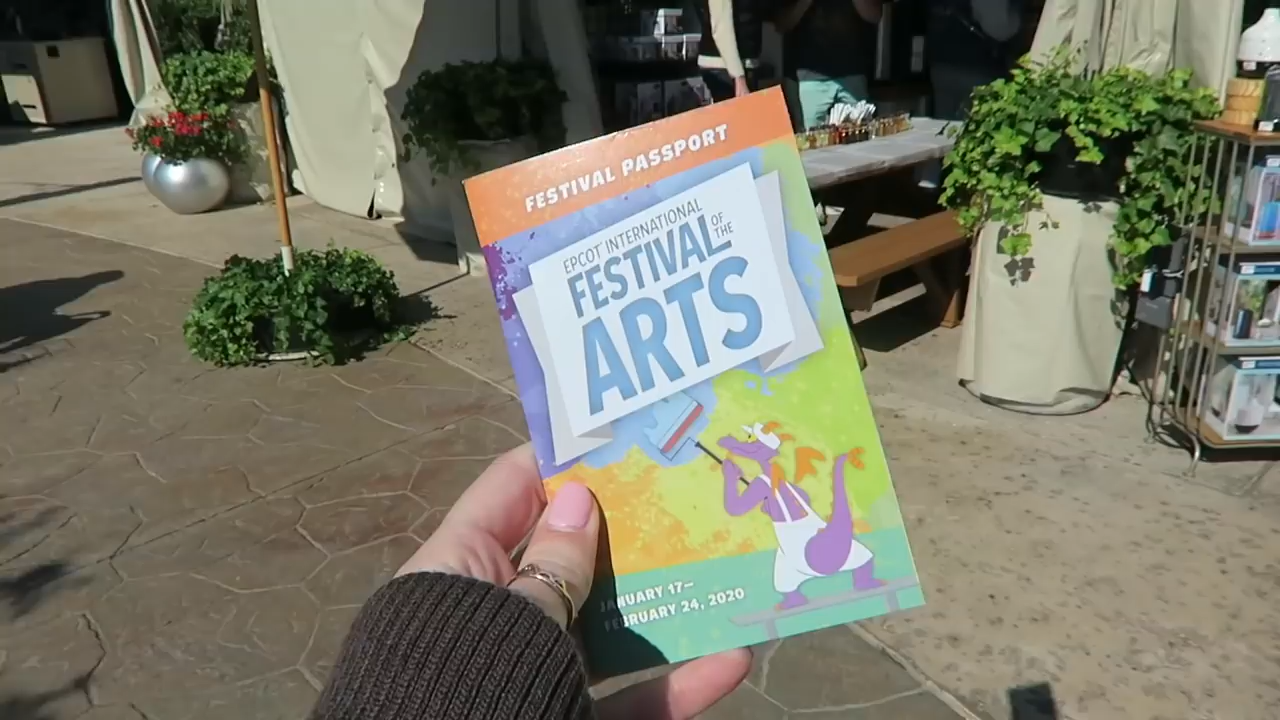 FESTIVAL PASSPORT
EPCOT INTERNATIONAL
FESTIVAL OF THE
ARTS
JANUARY 17–
FEBRUARY 24, 2020